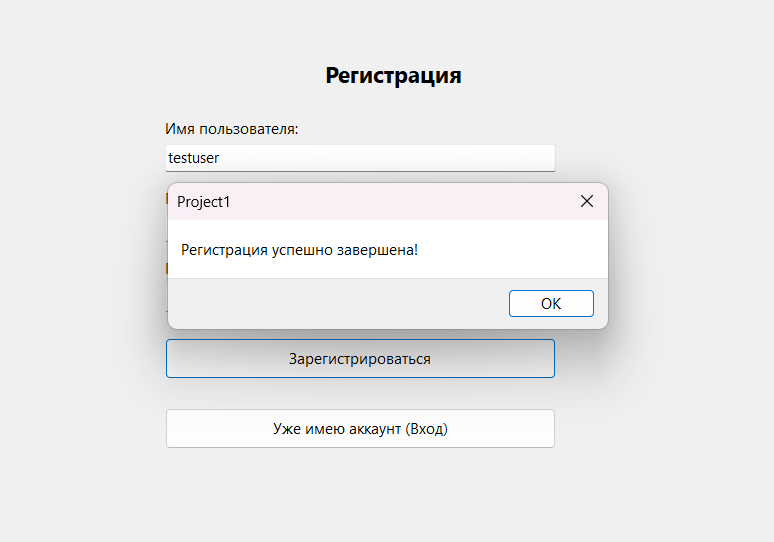 Регистрация
Имя пользователя:
testuser
Project1
Регистрация успешно завершена!
OK
Зарегистрироваться
Уже имею аккаунт (Вход)